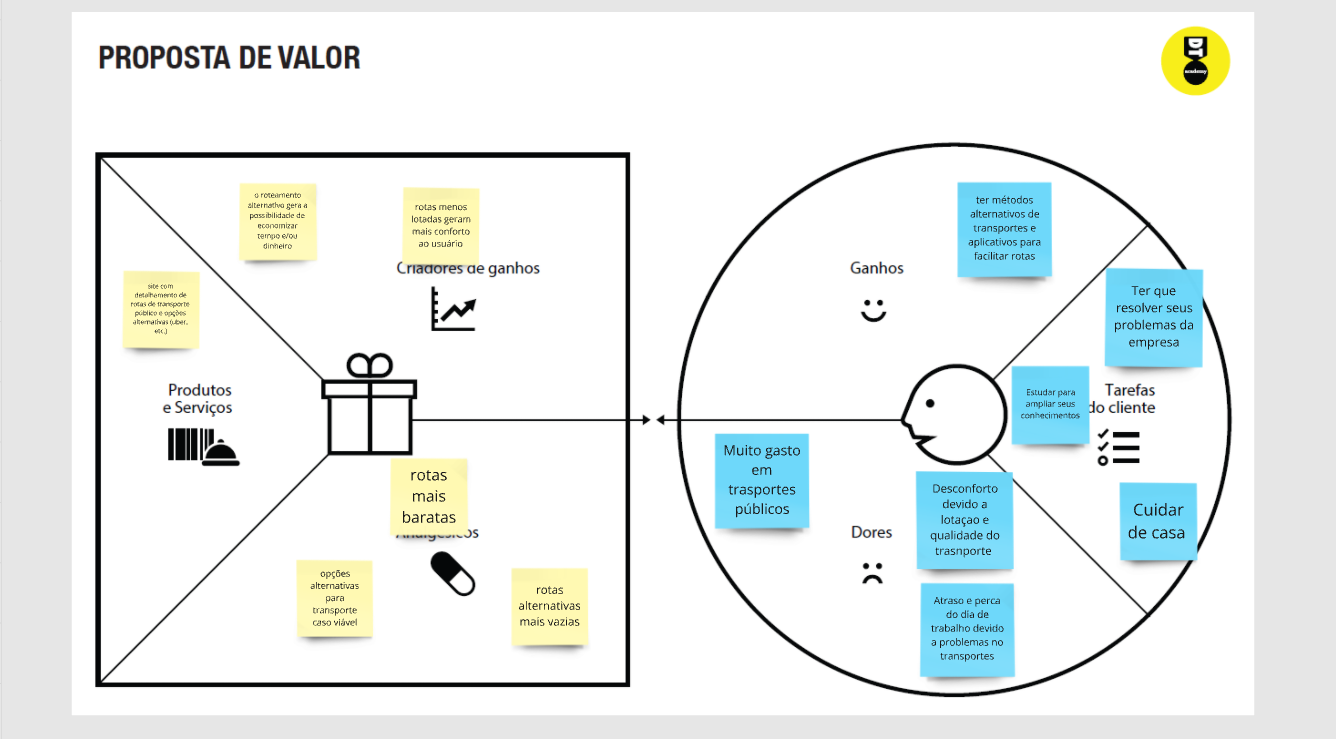 PROPOSTA DE VALOR
DT
academy
o roteamento
alternativo gera a
possibilidade de
economizar
tempo e/ou
dinheiro
rotas menos
lotadas geram
mais conforto
ao usuário
Criadores de ganhos
site com
detalhamento de
rotas de transporte
público e opções
alternativas (uber,
etc.)
Produtos
e Serviços
rotas
mais
baratas
Analgésicos
opções
alternativas
para
transporte
caso viável
rotas
alternativas
mais vazias
ter métodos
alternativos de
transportes e
aplicativos para
facilitar rotas
Ganhos
Ter que
resolver seus
problemas da
empresa
Estudar para
ampliar seus
conhecimentos
Tarefas
do cliente
Muito gasto
em
trasportes
públicos
Desconforto
devido a
lotaçao e
qualidade do
trasnporte
Cuidar
de casa
Dores
Atraso e perca
do dia de
trabalho devido
a problemas no
transportes